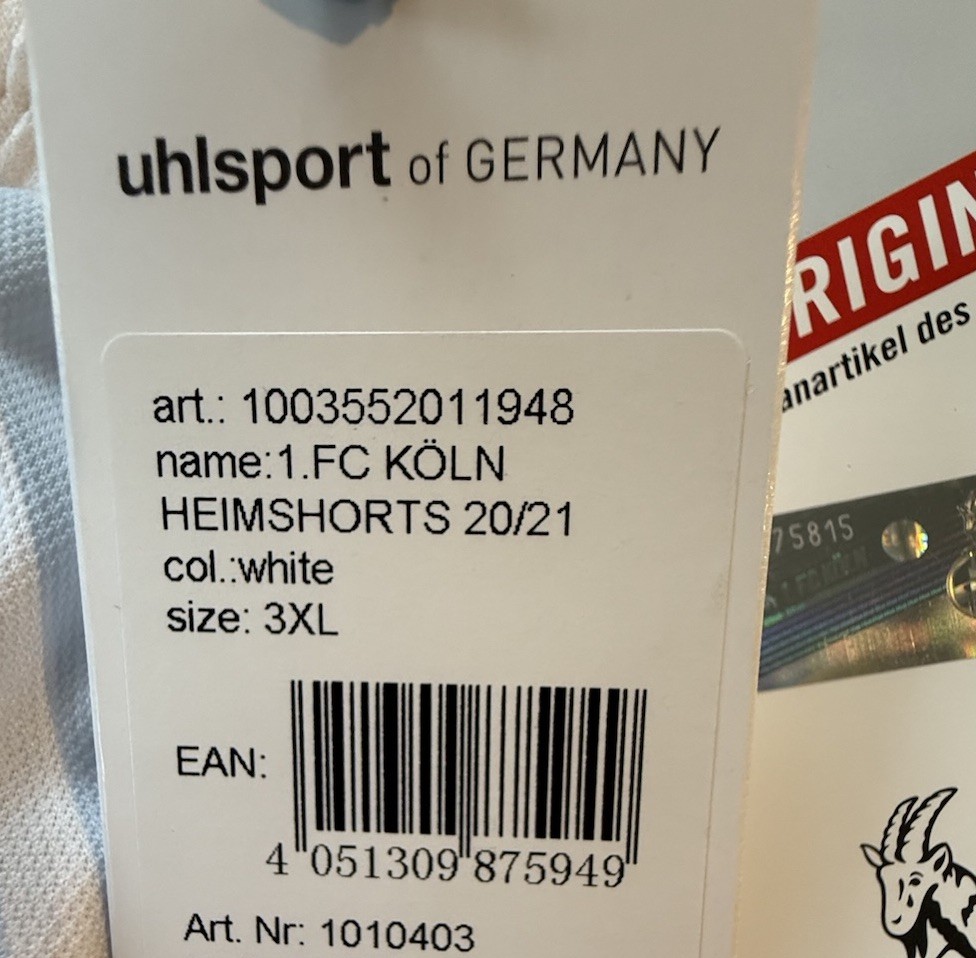 uhlsport of GERMANY
art.: 1003552011948
name:1.FC KÖLN
HEIMSHORTS 20/21
col.:white
size: 3XL
EAN:
4 051309 875949
Art. Nr: 1010403
RIGIN
anartikel des
75815